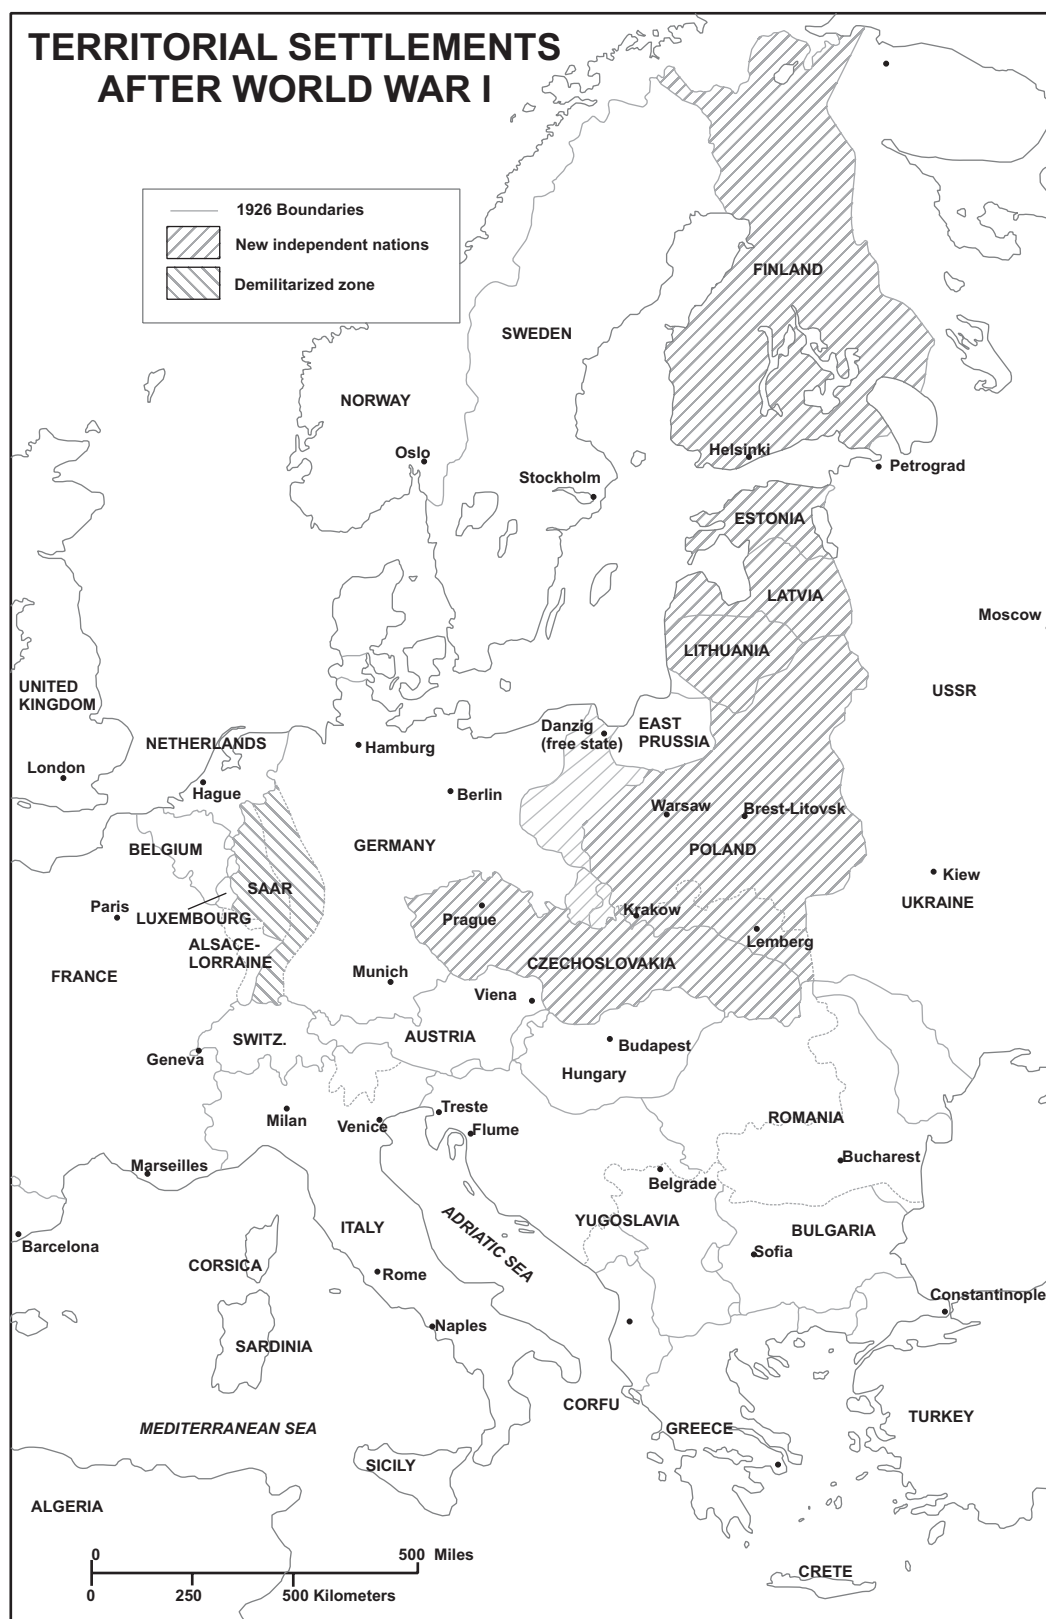 TERRITORIAL SETTLEMENTS
AFTER WORLD WAR I
1926 Boundaries
New independent nations
Demilitarized zone
FINLAND
SWEDEN
NORWAY
Oslo
Helsinki
Petrograd
Stockholm
ESTONIA
LATVIA
Moscow
LITHUANIA
UNITED
KINGDOM
USSR
Danzig
(free state)
EAST
PRUSSIA
NETHERLANDS
Hamburg
London
Hague
Berlin
Warsaw
Brest-Litovsk
BELGIUM
GERMANY
POLAND
SAAR
Kiew
Paris
LUXEMBOURG
Prague
Krakow
UKRAINE
ALSACE-
LORRAINE
Lemberg
CZECHOSLOVAKIA
FRANCE
Munich
Viena
SWITZ.
AUSTRIA
Geneva
Budapest
Hungary
Treste
Milan
Venice
Flume
ROMANIA
Marseilles
Bucharest
Belgrade
ADRIATIC SEA
YUGOSLAVIA
ITALY
BULGARIA
Barcelona
Sofia
CORSICA
Rome
Constantinople
Naples
SARDINIA
CORFU
TURKEY
MEDITERRANEAN SEA
GREECE
SICILY
ALGERIA
0
500 Miles
CRETE
0
250
500 Kilometers